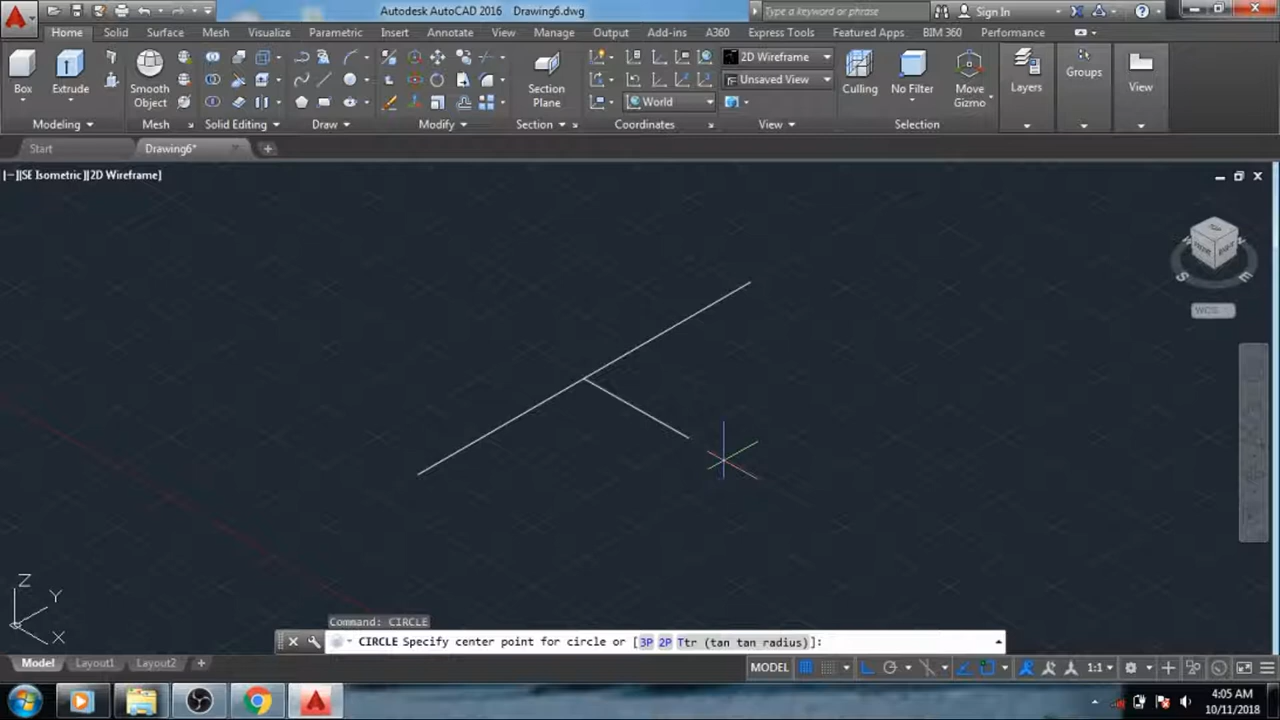 Autodesk AutoCAD 2016 Drawing6.dwg
Type a keyword or phrase
Sign In
Home Solid Surface Mesh Visualize Parametric Insert Annotate View Manage Output Add-ins A360 Express Tools Featured Apps BIM 360 Performance
2D Wireframe
Unsaved View
World
Box Extrude Smooth Object Section Plane Culling No Filter Move Gizmo Layers Groups View
Modeling Mesh Solid Editing Draw Modify Section Coordinates View Selection
Start Drawing6*
[−][SE Isometric][2D Wireframe]
FRONT RIGHT
S E
WCS
Z
Y
X
Command: CIRCLE
CIRCLE Specify center point for circle or [3P 2P Ttr (tan tan radius)]:
Model Layout1 Layout2 +
MODEL 1:1
4:05 AM
10/11/2018